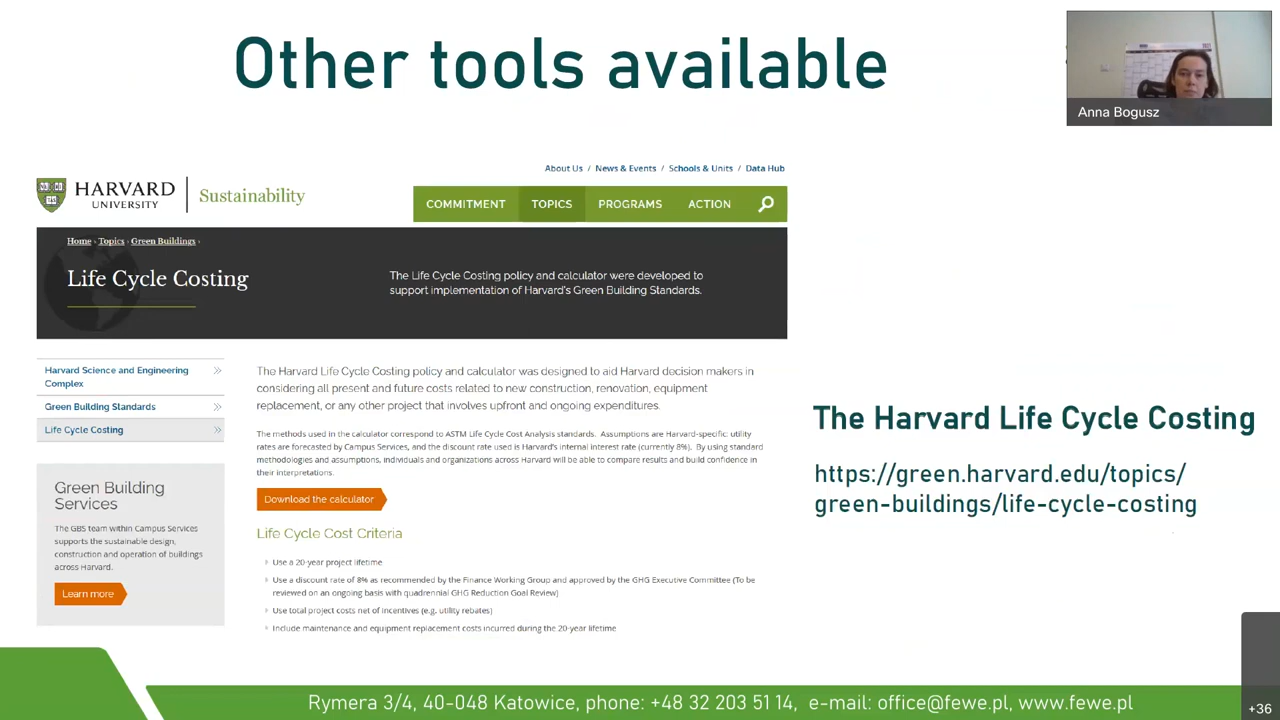 Other tools available
Anna Bogusz
About Us / News & Events / Schools & Units / Data Hub
HARVARD
UNIVERSITY
Sustainability
COMMITMENT TOPICS PROGRAMS ACTION
Home › Topics › Green Buildings ›
Life Cycle Costing
The Life Cycle Costing policy and calculator were developed to
support implementation of Harvard's Green Building Standards.
Harvard Science and Engineering
Complex
Green Building Standards
Life Cycle Costing
Green Building
Services
The GBS team within Campus Services
supports the sustainable design,
construction and operation of buildings
across Harvard.
Learn more
The Harvard Life Cycle Costing policy and calculator was designed to aid Harvard decision makers in
considering all present and future costs related to new construction, renovation, equipment
replacement, or any other project that involves upfront and ongoing expenditures.
The methods used in the calculator correspond to ASTM Life Cycle Cost Analysis standards. Assumptions are Harvard-specific: utility
rates are forecasted by Campus Services, and the discount rate used is Harvard's internal interest rate (currently 8%). By using standard
methodologies and assumptions, individuals and organizations across Harvard will be able to compare results and build confidence in
their interpretations.
Download the calculator
Life Cycle Cost Criteria
Use a 20-year project lifetime
Use a discount rate of 8% as recommended by the Finance Working Group and approved by the GHG Executive Committee (To be
reviewed on an ongoing basis with quadrennial GHG Reduction Goal Review)
Use total project costs net of incentives (e.g. utility rebates)
Include maintenance and equipment replacement costs incurred during the 20-year lifetime
The Harvard Life Cycle Costing
https://green.harvard.edu/topics/
green-buildings/life-cycle-costing
Rymera 3/4, 40-048 Katowice, phone: +48 32 203 51 14, e-mail: office@fewe.pl, www.fewe.pl
+36